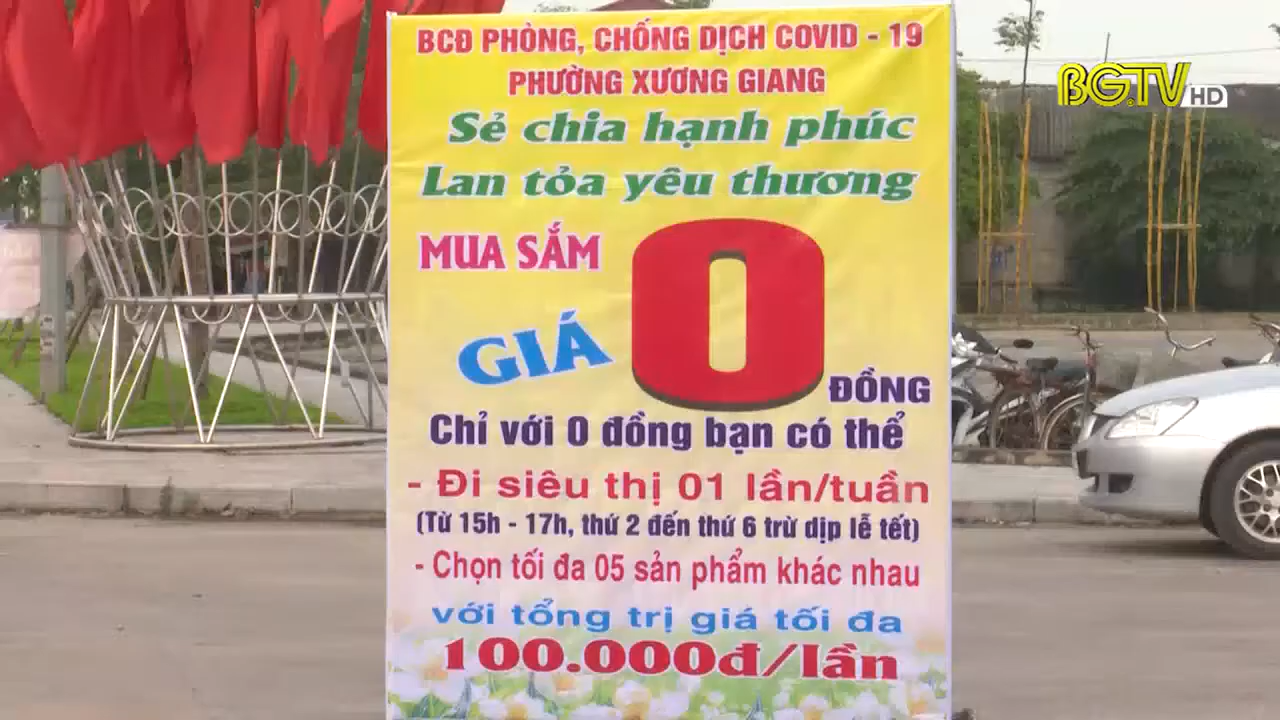 BCĐ PHÒNG, CHỐNG DỊCH COVID - 19
PHƯỜNG XƯƠNG GIANG
Sẻ chia hạnh phúc
Lan tỏa yêu thương
MUA SẮM
GIÁ 0 ĐỒNG
Chỉ với 0 đồng bạn có thể
- Đi siêu thị 01 lần/tuần
(Từ 15h - 17h, thứ 2 đến thứ 6 trừ dịp lễ tết)
- Chọn tối đa 05 sản phẩm khác nhau
với tổng trị giá tối đa
100.000đ/lần
BGTV HD